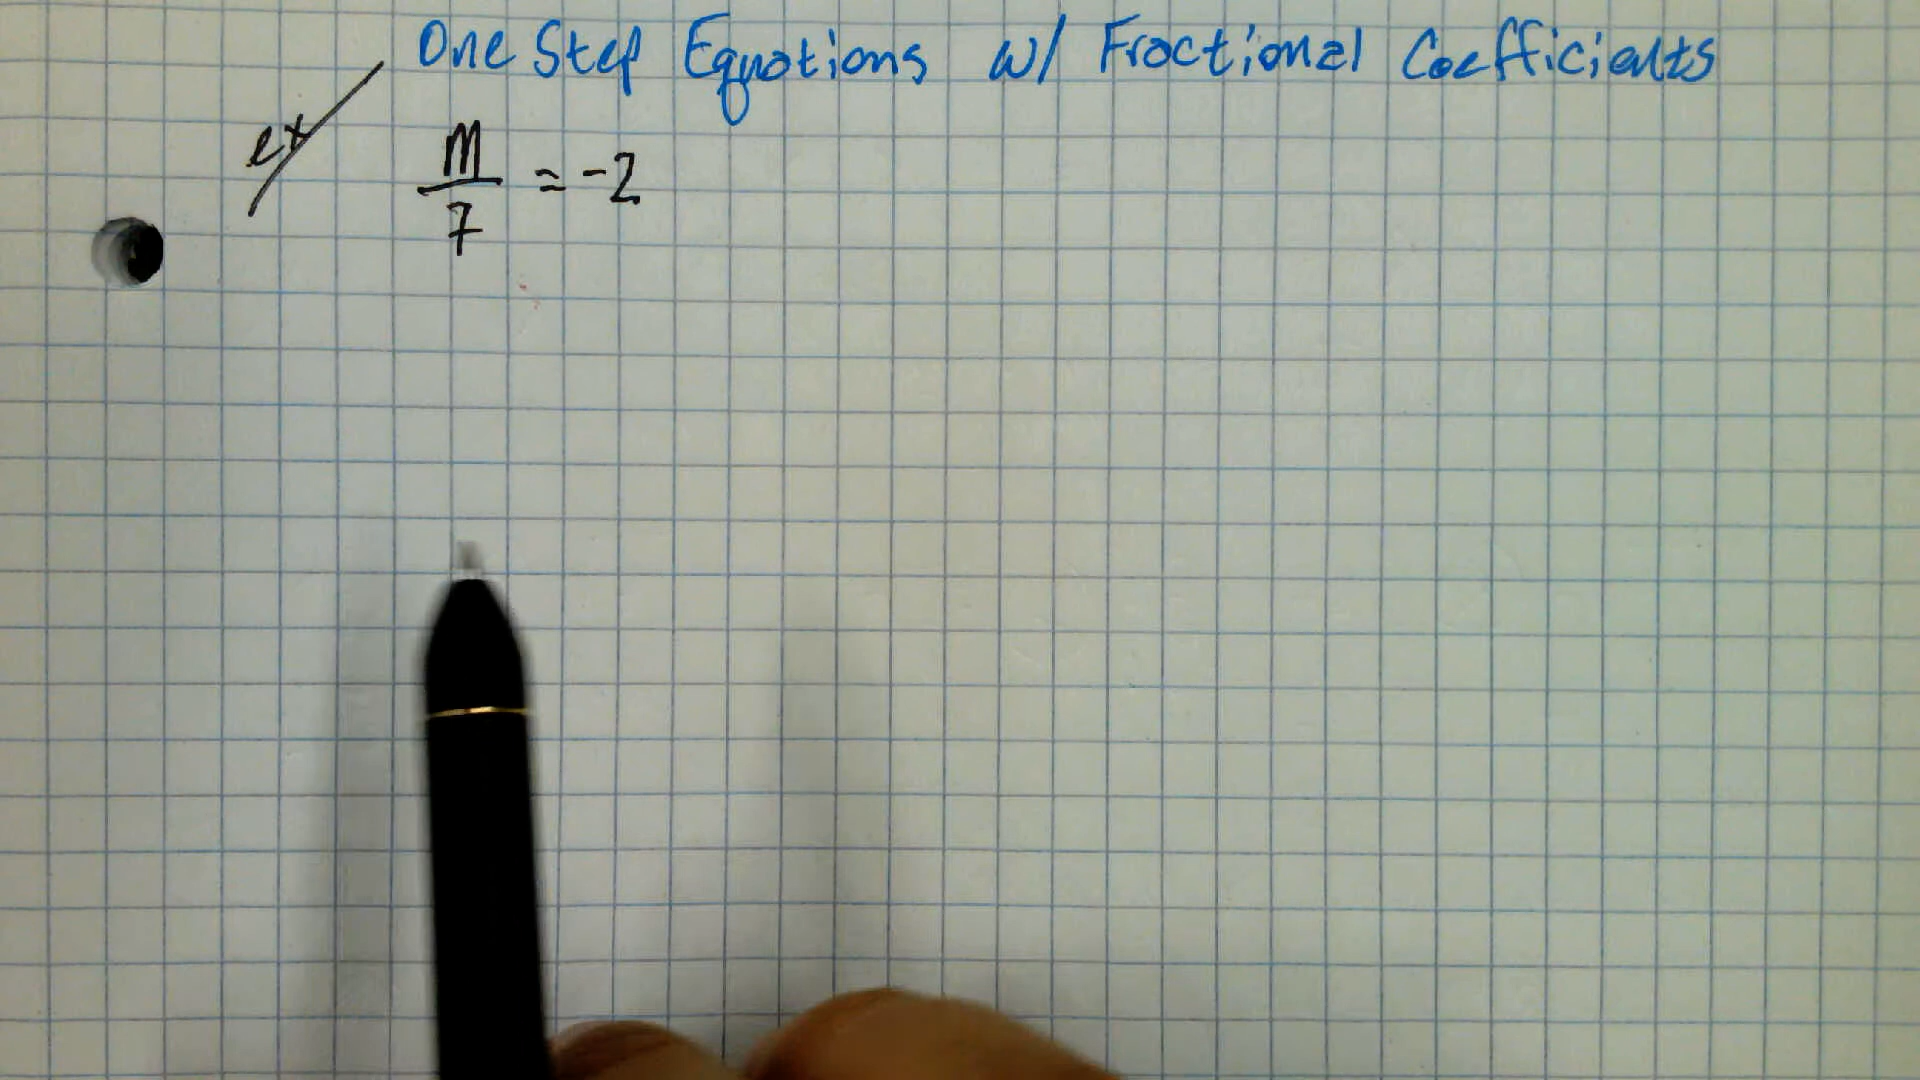 One Step Equations w/ Fractional Coefficients
ex
m/7 = -2